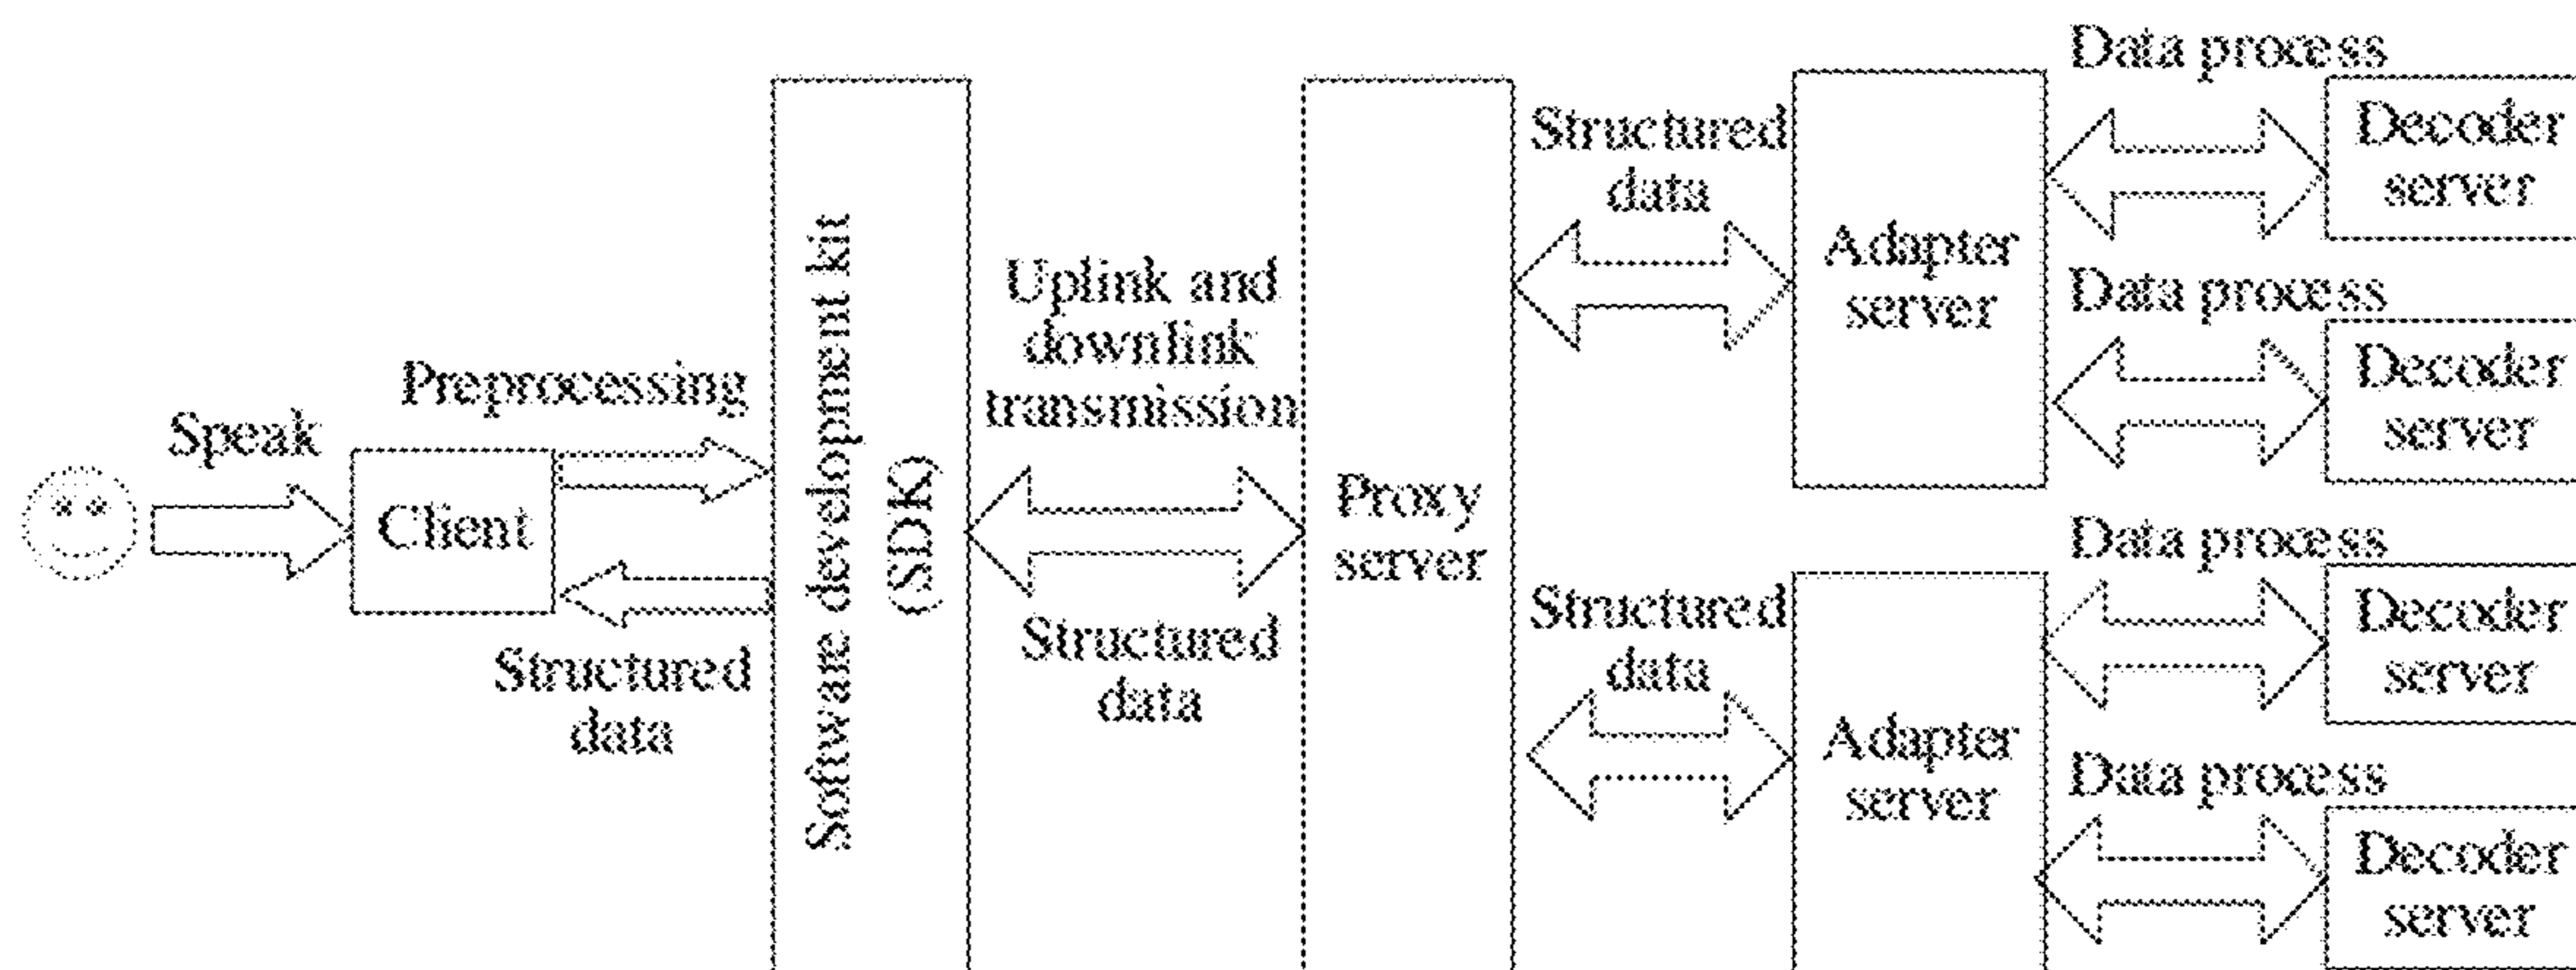 Speak
Client
Preprocessing
Structured
data
Software development kit
(SDK)
Uplink and
downlink
transmission
Structured
data
Proxy
server
Structured
data
Adapter
server
Structured
data
Adapter
server
Data process
Decoder
server
Data process
Decoder
server
Data process
Decoder
server
Data process
Decoder
server